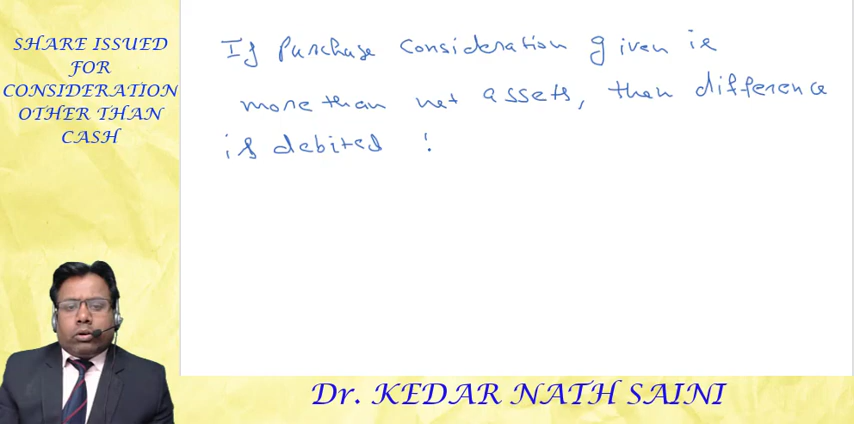 SHARE ISSUED
FOR
CONSIDERATION
OTHER THAN
CASH
If Purchase Consideration given is
more than net assets, then difference
is debited :
Dr. KEDAR NATH SAINI